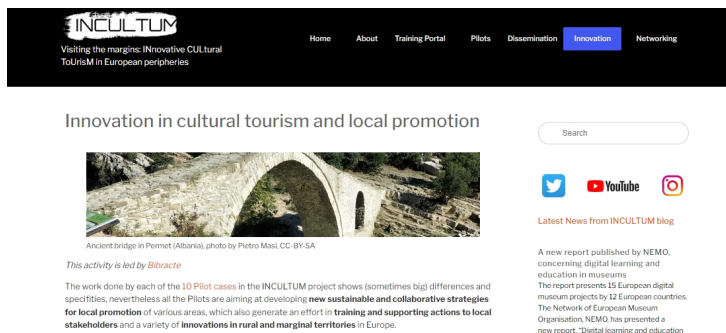 INCULTUM
Visiting the margins: INnovative CULtural
ToUrisM in European peripheries
Home About Training Portal Pilots Dissemination Innovation Networking
Innovation in cultural tourism and local promotion
Ancient bridge in Permet (Albania), photo by Pietro Masi, CC-BY-SA
This activity is led by Bibracte
The work done by each of the 10 Pilot cases in the INCULTUM project shows (sometimes big) differences and
specifities, nevertheless all the Pilots are aiming at developing new sustainable and collaborative strategies
for local promotion of various areas, which also generate an effort in training and supporting actions to local
stakeholders and a variety of innovations in rural and marginal territories in Europe.
Search
YouTube
Latest News from INCULTUM blog
A new report published by NEMO,
concerning digital learning and
education in museums
The report presents 15 European digital
museum projects by 12 European countries.
The Network of European Museum
Organisation, NEMO, has presented a
new report, "Digital learning and education